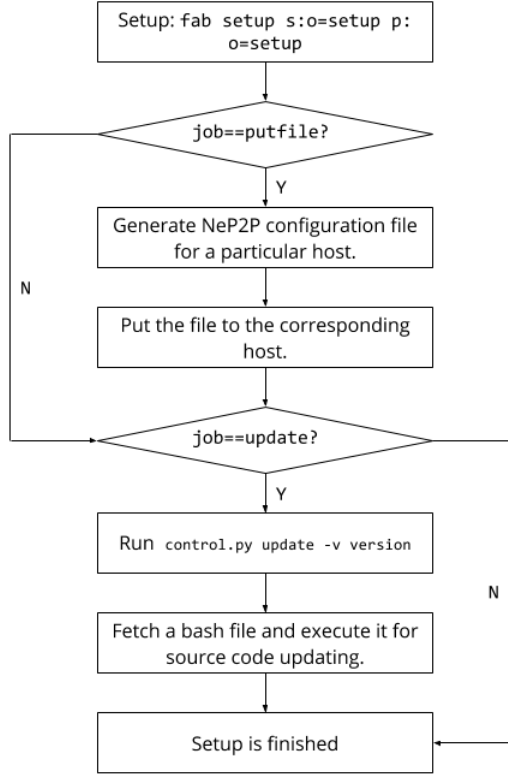 Setup: fab setup s:o=setup p:
o=setup
job==putfile?
Y
Generate NeP2P configuration file
for a particular host.
N
Put the file to the corresponding
host.
job==update?
Y
Run control.py update -v version
N
Fetch a bash file and execute it for
source code updating.
Setup is finished